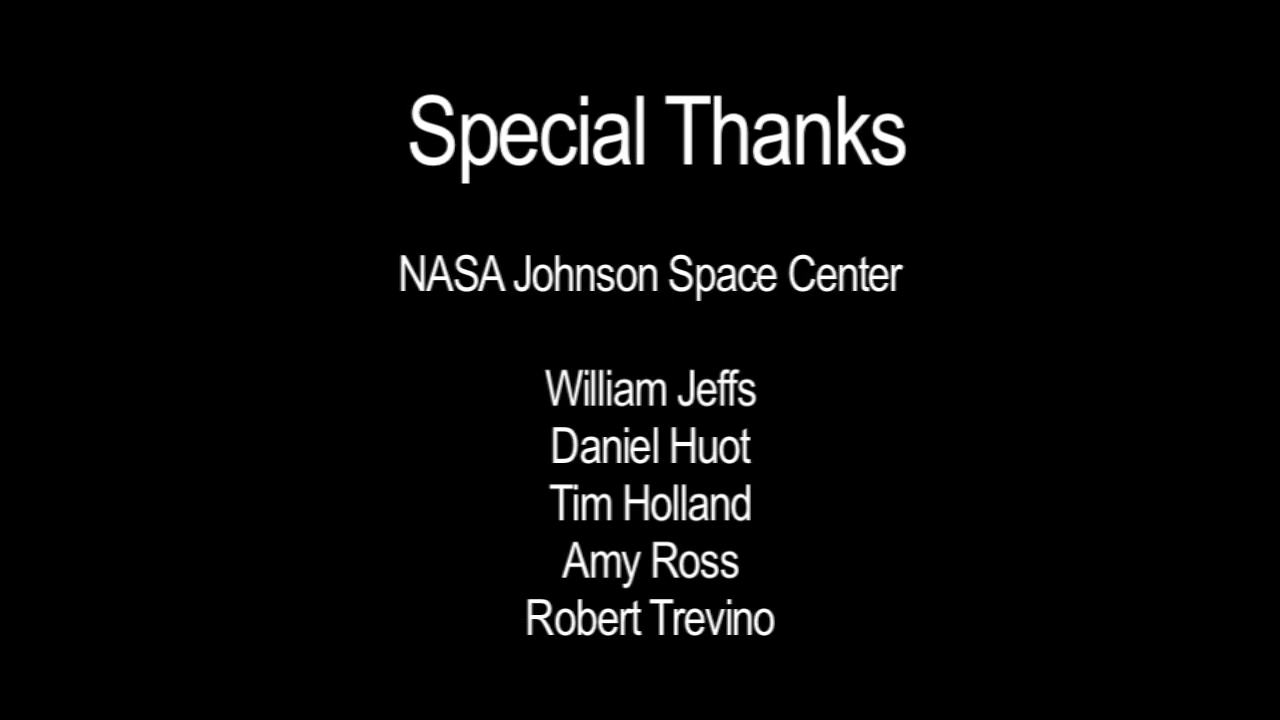 Special Thanks
NASA Johnson Space Center
William Jeffs
Daniel Huot
Tim Holland
Amy Ross
Robert Trevino